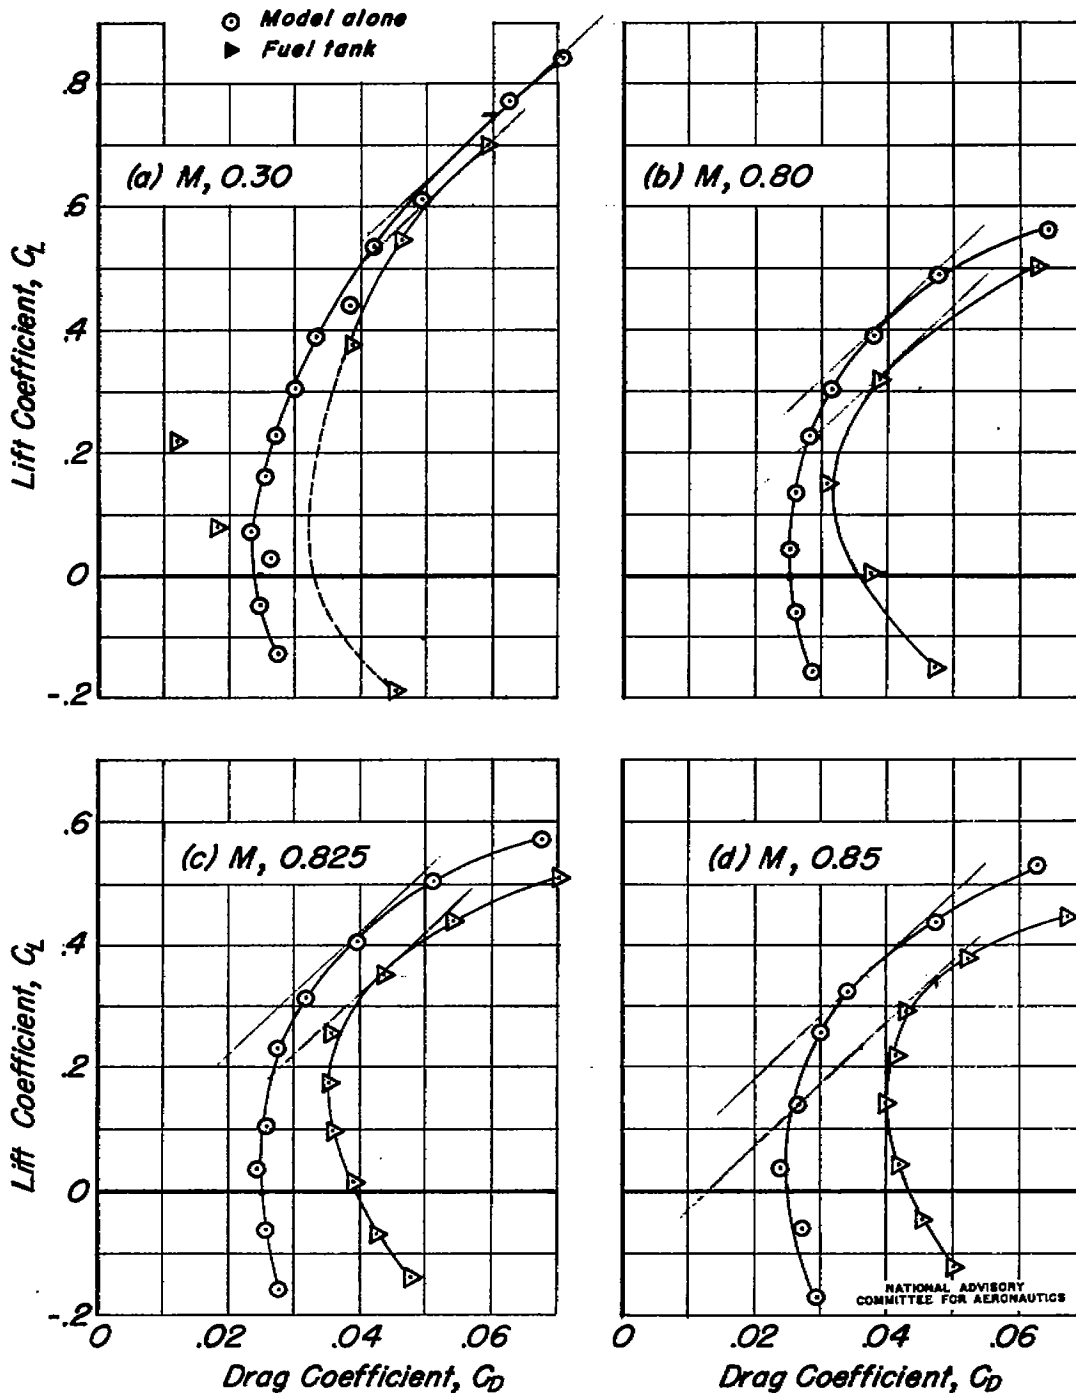 Model alone
Fuel tank
.8
.6
.4
.2
0
-.2
Lift Coefficient, CL
(a) M, 0.30
(b) M, 0.80
.6
.4
.2
0
-.2
Lift Coefficient, CL
(c) M, 0.825
(d) M, 0.85
NATIONAL ADVISORY
COMMITTEE FOR AERONAUTICS
0 .02 .04 .06
0 .02 .04 .06
Drag Coefficient, CD
Drag Coefficient, CD